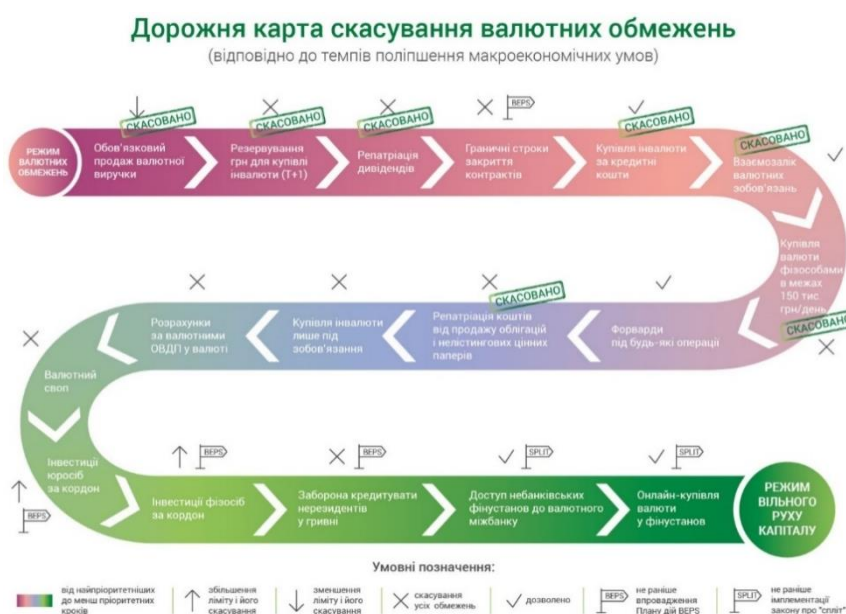 Дорожня карта скасування валютних обмежень
(відповідно до темпів поліпшення макроекономічних умов)
РЕЖИМ
ВАЛЮТНИХ
ОБМЕЖЕНЬ
СКАСОВАНО
Обов'язковий
продаж валютної
виручки
СКАСОВАНО
Резервування
грн для купівлі
інвалюти (Т+1)
СКАСОВАНО
Репатріація
дивідендів
BEPS
Граничні строки
закриття
контрактів
СКАСОВАНО
Купівля інвалюти
за кредитні
кошти
СКАСОВАНО
Взаємозалік
валютних
зобов'язань
Купівля
валюти
фізособами
в межах
150 тис.
грн/день
СКАСОВАНО
Форварди
під будь-які операції
СКАСОВАНО
Репатріація коштів
від продажу облігацій
і нелістингових цінних
паперів
Купівля інвалюти
лише під
зобов'язання
Розрахунки
за валютними
ОВДП у валюті
Валютний
своп
Інвестиції
юросіб
за кордон
BEPS
BEPS
Інвестиції фізосіб
за кордон
BEPS
Заборона кредитувати
нерезидентів
у гривні
SPLIT
Доступ небанківських
фінустанов до валютного
міжбанку
SPLIT
Онлайн-купівля
валюти
у фінустанов
РЕЖИМ
ВІЛЬНОГО
РУХУ
КАПІТАЛУ
Умовні позначення:
від найпріоритетніших
до менш пріоритетних
кроків
збільшення
ліміту і його
скасування
зменшення
ліміту і його
скасування
скасування
усіх обмежень
дозволено
BEPS
не раніше
впровадження
Плану дій BEPS
SPLIT
не раніше
імплементації
закону про "спліт"